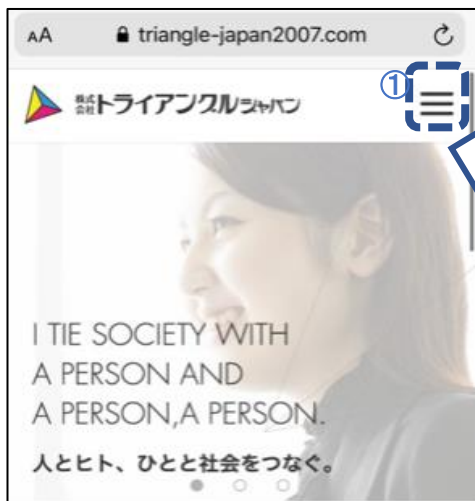 AA triangle-japan2007.com
株式会社トライアングルジャパン
①
I TIE SOCIETY WITH
A PERSON AND
A PERSON,A PERSON.
人とヒト、ひとと社会をつなぐ。